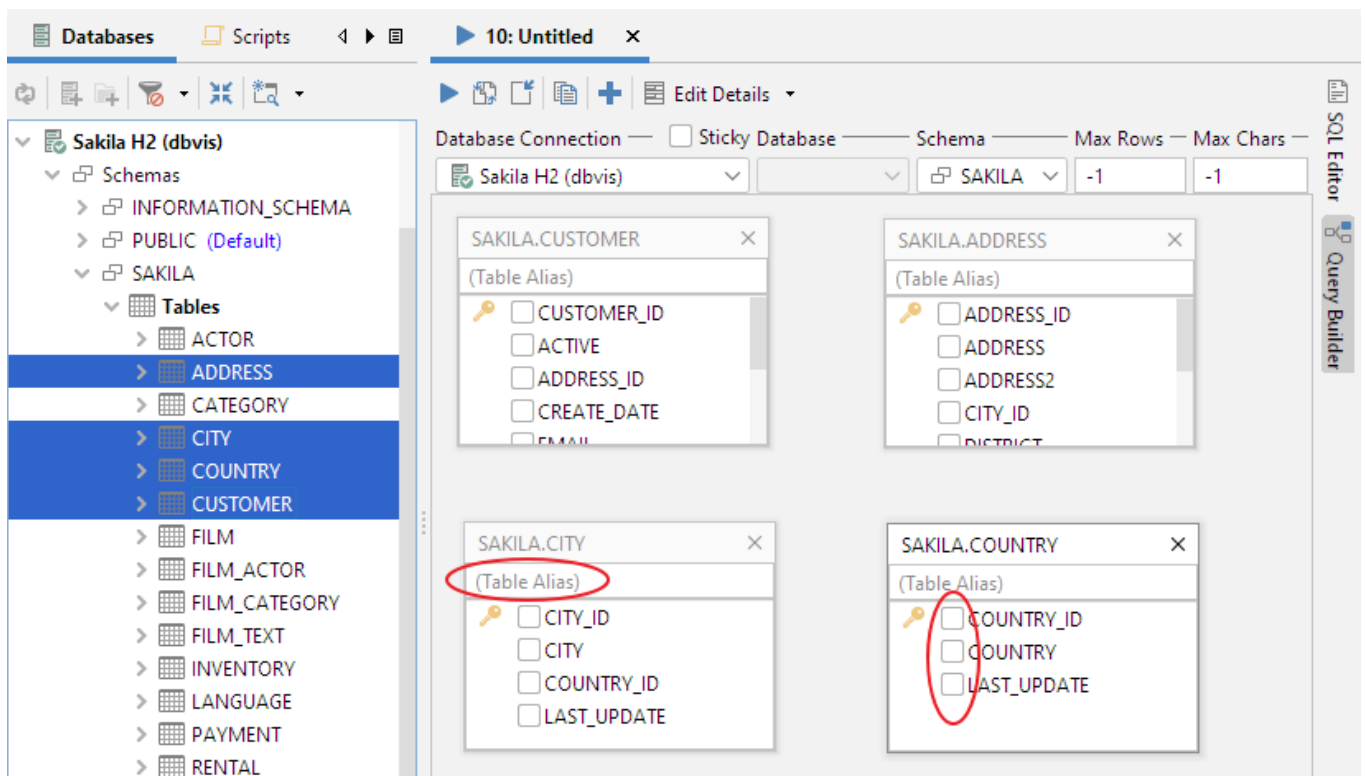 Databases
Scripts
10: Untitled
Edit Details
Sakila H2 (dbvis)
Schemas
INFORMATION_SCHEMA
PUBLIC (Default)
SAKILA
Tables
ACTOR
ADDRESS
CATEGORY
CITY
COUNTRY
CUSTOMER
FILM
FILM_ACTOR
FILM_CATEGORY
FILM_TEXT
INVENTORY
LANGUAGE
PAYMENT
RENTAL
Database Connection Sticky Database Schema Max Rows Max Chars
Sakila H2 (dbvis) SAKILA -1 -1
SAKILA.CUSTOMER
(Table Alias)
CUSTOMER_ID
ACTIVE
ADDRESS_ID
CREATE_DATE
EMAIL
SAKILA.ADDRESS
(Table Alias)
ADDRESS_ID
ADDRESS
ADDRESS2
CITY_ID
DISTRICT
SAKILA.CITY
(Table Alias)
CITY_ID
CITY
COUNTRY_ID
LAST_UPDATE
SAKILA.COUNTRY
(Table Alias)
COUNTRY_ID
COUNTRY
LAST_UPDATE
SQL Editor
Query Builder